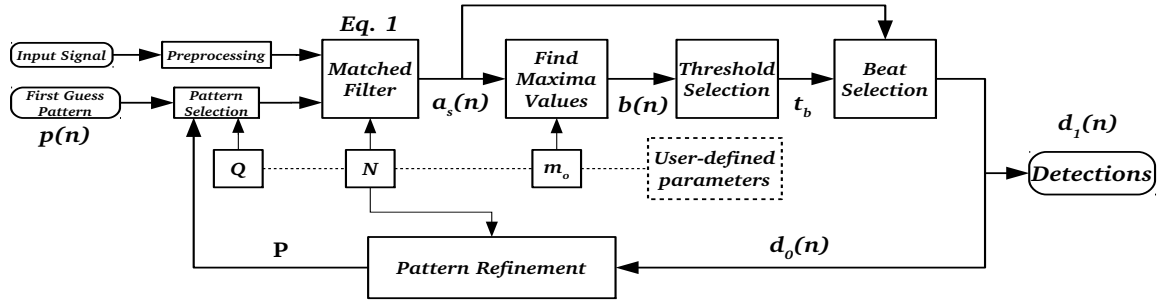 Eq. 1
Input Signal
Preprocessing
Matched
Filter
Find
Maxima
Values
Threshold
Selection
Beat
Selection
First Guess
Pattern
Pattern
Selection
p(n)
a_s(n)
b(n)
t_b
d_1(n)
Detections
Q
N
m_o
User-defined
parameters
P
Pattern Refinement
d_0(n)